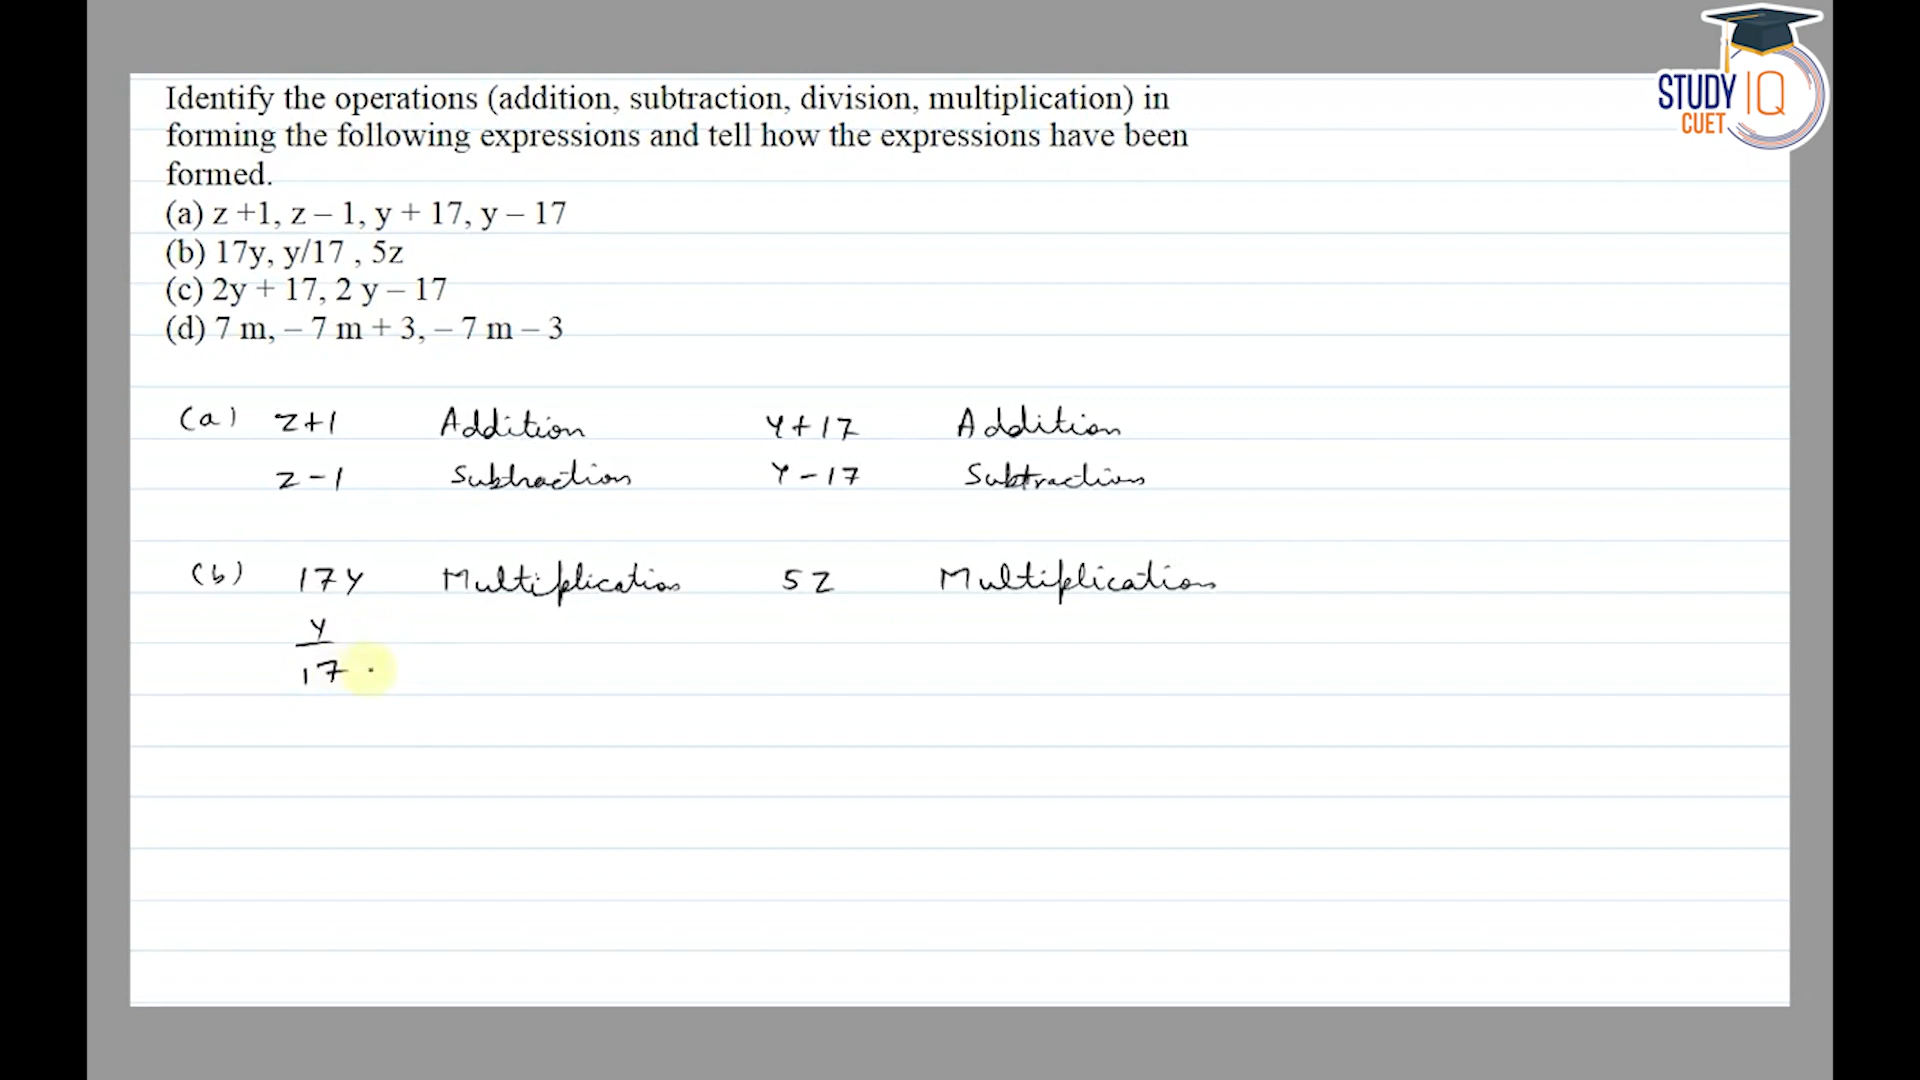 STUDY IQ
CUET
Identify the operations (addition, subtraction, division, multiplication) in
forming the following expressions and tell how the expressions have been
formed.
(a) z +1, z – 1, y + 17, y – 17
(b) 17y, y/17 , 5z
(c) 2y + 17, 2 y – 17
(d) 7 m, – 7 m + 3, – 7 m – 3
(a) z+1 Addition y+17 Addition
z-1 Subtraction y-17 Subtraction
(b) 17y Multiplication 5z Multiplication
y
17